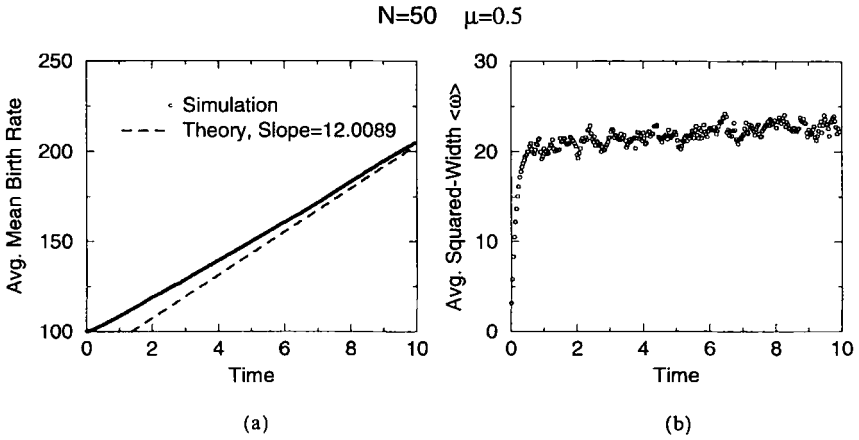 N=50 μ=0.5
Avg. Mean Birth Rate
250
200
150
100
Simulation
Theory, Slope=12.0089
0 2 4 6 8 10
Time
(a)
Avg. Squared-Width <ω>
30
20
10
0
0 2 4 6 8 10
Time
(b)